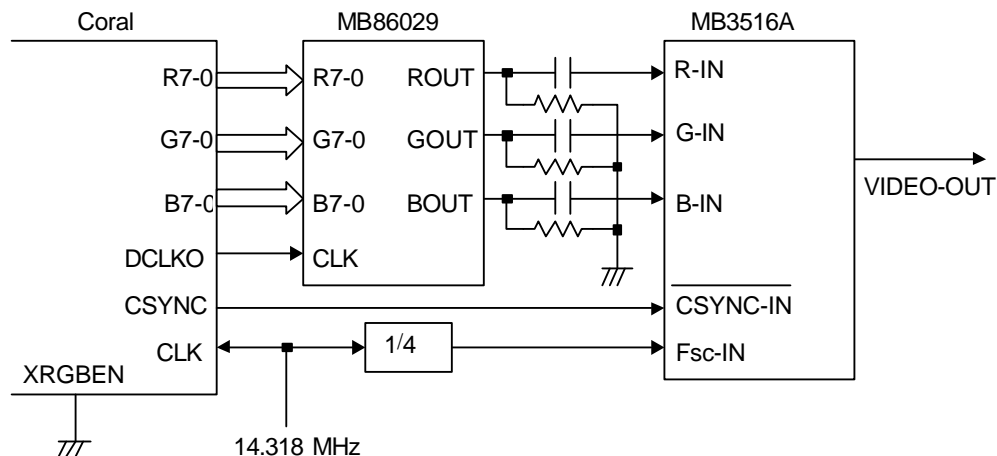 Coral
MB86029
MB3516A
R7-0
R7-0
ROUT
R-IN
G7-0
G7-0
GOUT
G-IN
B7-0
B7-0
BOUT
B-IN
VIDEO-OUT
DCLKO
CLK
CSYNC
CSYNC-IN
CLK
1/4
Fsc-IN
XRGBEN
14.318 MHz